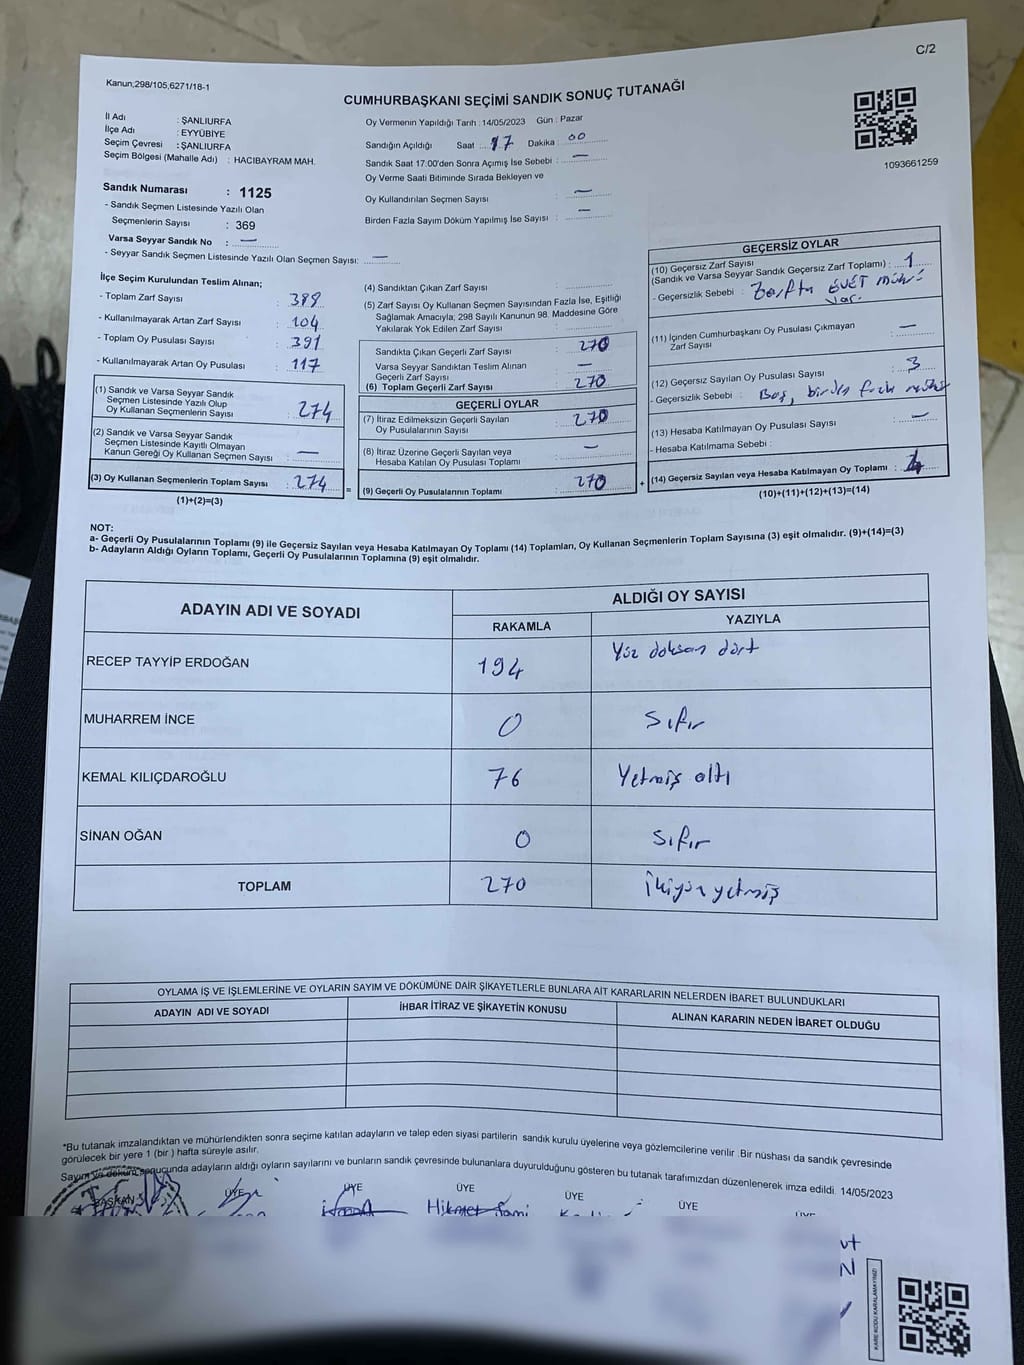 C/2
Kanun;298/105,6271/18-1
CUMHURBAŞKANI SEÇİMİ SANDIK SONUÇ TUTANAĞI
İl Adı : ŞANLIURFA
İlçe Adı : EYYÜBİYE
Seçim Çevresi : ŞANLIURFA
Seçim Bölgesi (Mahalle Adı) : HACIBAYRAM MAH.
Oy Vermenin Yapıldığı Tarih : 14/05/2023 Gün : Pazar
Sandığın Açıldığı Saat : 17 Dakika : 00
Sandık Saat 17.00'den Sonra Açımış İse Sebebi : —
Oy Verme Saati Bitiminde Sırada Bekleyen ve
Oy Kullandırılan Seçmen Sayısı : —
Birden Fazla Sayım Döküm Yapılmış İse Sayısı : —
1093661259
Sandık Numarası : 1125
- Sandık Seçmen Listesinde Yazılı Olan
Seçmenlerin Sayısı : 369
Varsa Seyyar Sandık No : —
- Seyyar Sandık Seçmen Listesinde Yazılı Olan Seçmen Sayısı: —
İlçe Seçim Kurulundan Teslim Alınan;
- Toplam Zarf Sayısı : 389
- Kullanılmayarak Artan Zarf Sayısı : 104
- Toplam Oy Pusulası Sayısı : 391
- Kullanılmayarak Artan Oy Pusulası : 117
(1) Sandık ve Varsa Seyyar Sandık
Seçmen Listesinde Yazılı Olup
Oy Kullanan Seçmenlerin Sayısı : 274
(2) Sandık ve Varsa Seyyar Sandık
Seçmen Listesinde Kayıtlı Olmayan
Kanun Gereği Oy Kullanan Seçmen Sayısı : —
(3) Oy Kullanan Seçmenlerin Toplam Sayısı : 274 =
(1)+(2)=(3)
(4) Sandıktan Çıkan Zarf Sayısı :
(5) Zarf Sayısı Oy Kullanan Seçmen Sayısından Fazla İse, Eşitliği
Sağlamak Amacıyla; 298 Sayılı Kanunun 98. Maddesine Göre
Yakılarak Yok Edilen Zarf Sayısı :
Sandıkta Çıkan Geçerli Zarf Sayısı : 270
Varsa Seyyar Sandıktan Teslim Alınan
Geçerli Zarf Sayısı : —
(6) Toplam Geçerli Zarf Sayısı : 270
GEÇERLİ OYLAR
(7) İtiraz Edilmeksizin Geçerli Sayılan
Oy Pusulalarının Sayısı : 270
(8) İtiraz Üzerine Geçerli Sayılan veya
Hesaba Katılan Oy Pusulası Toplamı : —
(9) Geçerli Oy Pusulalarının Toplamı : 270 +
GEÇERSİZ OYLAR
(10) Geçersiz Zarf Sayısı
(Sandık ve Varsa Seyyar Sandık Geçersiz Zarf Toplamı) : 1
- Geçersizlik Sebebi : Zarfta EVET mührü
var.
(11) İçinden Cumhurbaşkanı Oy Pusulası Çıkmayan
Zarf Sayısı : —
(12) Geçersiz Sayılan Oy Pusulası Sayısı : 3
- Geçersizlik Sebebi : Boş, birden fazla mühür
(13) Hesaba Katılmayan Oy Pusulası Sayısı : —
- Hesaba Katılmama Sebebi :
(14) Geçersiz Sayılan veya Hesaba Katılmayan Oy Toplamı : 4
(10)+(11)+(12)+(13)=(14)
NOT:
a- Geçerli Oy Pusulalarının Toplamı (9) ile Geçersiz Sayılan veya Hesaba Katılmayan Oy Toplamı (14) Toplamları, Oy Kullanan Seçmenlerin Toplam Sayısına (3) eşit olmalıdır. (9)+(14)=(3)
b- Adayların Aldığı Oyların Toplamı, Geçerli Oy Pusulalarının Toplamına (9) eşit olmalıdır.
ADAYIN ADI VE SOYADI ALDIĞI OY SAYISI
RAKAMLA YAZIYLA
RECEP TAYYİP ERDOĞAN 194 Yüz doksan dört
MUHARREM İNCE 0 Sıfır
KEMAL KILIÇDAROĞLU 76 Yetmiş altı
SİNAN OĞAN 0 Sıfır
TOPLAM 270 İkiyüz yetmiş
OYLAMA İŞ VE İŞLEMLERİNE VE OYLARIN SAYIM VE DÖKÜMÜNE DAİR ŞİKAYETLERLE BUNLARA AİT KARARLARIN NELERDEN İBARET BULUNDUKLARI
ADAYIN ADI VE SOYADI İHBAR İTİRAZ VE ŞİKAYETİN KONUSU ALINAN KARARIN NEDEN İBARET OLDUĞU
*Bu tutanak imzalandıktan ve mühürlendikten sonra seçime katılan adayların ve talep eden siyasi partilerin sandık kurulu üyelerine veya gözlemcilerine verilir .Bir nüshası da sandık çevresinde
görülecek bir yere 1 (bir ) hafta süreyle asılır.
Sayım ve döküm sonucunda adayların aldığı oyların sayılarını ve bunların sandık çevresinde bulunanlara duyurulduğunu gösteren bu tutanak tarafımızdan düzenlenerek imza edildi. 14/05/2023
BAŞKAN ÜYE ÜYE ÜYE ÜYE ÜYE
Hikmet Sami
KARE KODU KARALAMAYINIZ!